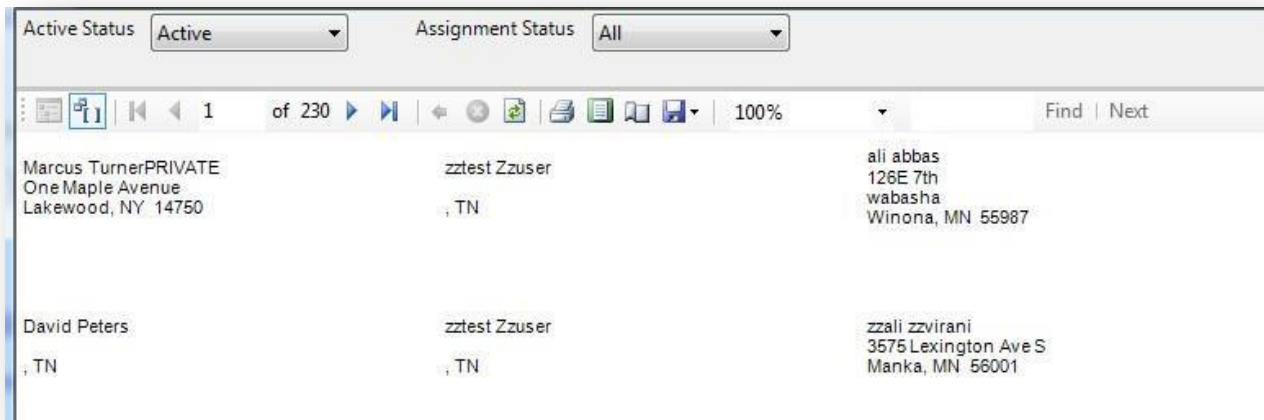 Active Status Active Assignment Status All
1 of 230 100% Find | Next
Marcus TurnerPRIVATE
One Maple Avenue
Lakewood, NY 14750
zztest Zzuser
, TN
ali abbas
126E 7th
wabasha
Winona, MN 55987
David Peters
, TN
zztest Zzuser
, TN
zzali zzvirani
3575 Lexington Ave S
Manka, MN 56001